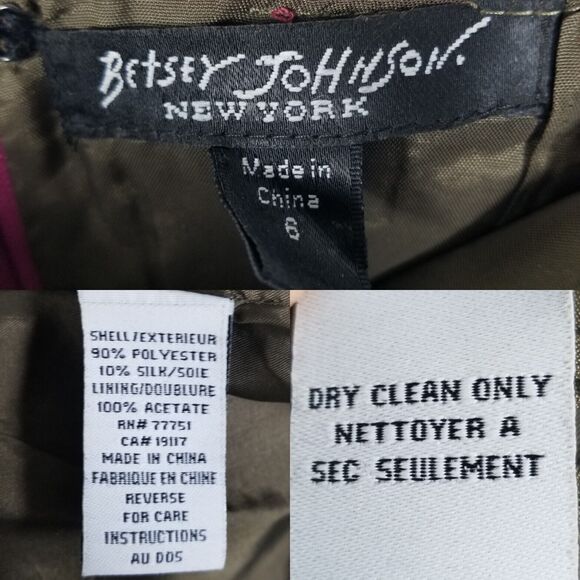 BETSEY JOHNSON.
NEW YORK
Made in
China
6
SHELL/EXTERIEUR
90% POLYESTER
10% SILK/SOIE
LINING/DOUBLURE
100% ACETATE
RN# 77751
CA# 19117
MADE IN CHINA
FABRIQUE EN CHINE
REVERSE
FOR CARE
INSTRUCTIONS
AU DOS
DRY CLEAN ONLY
NETTOYER A
SEC SEULEMENT